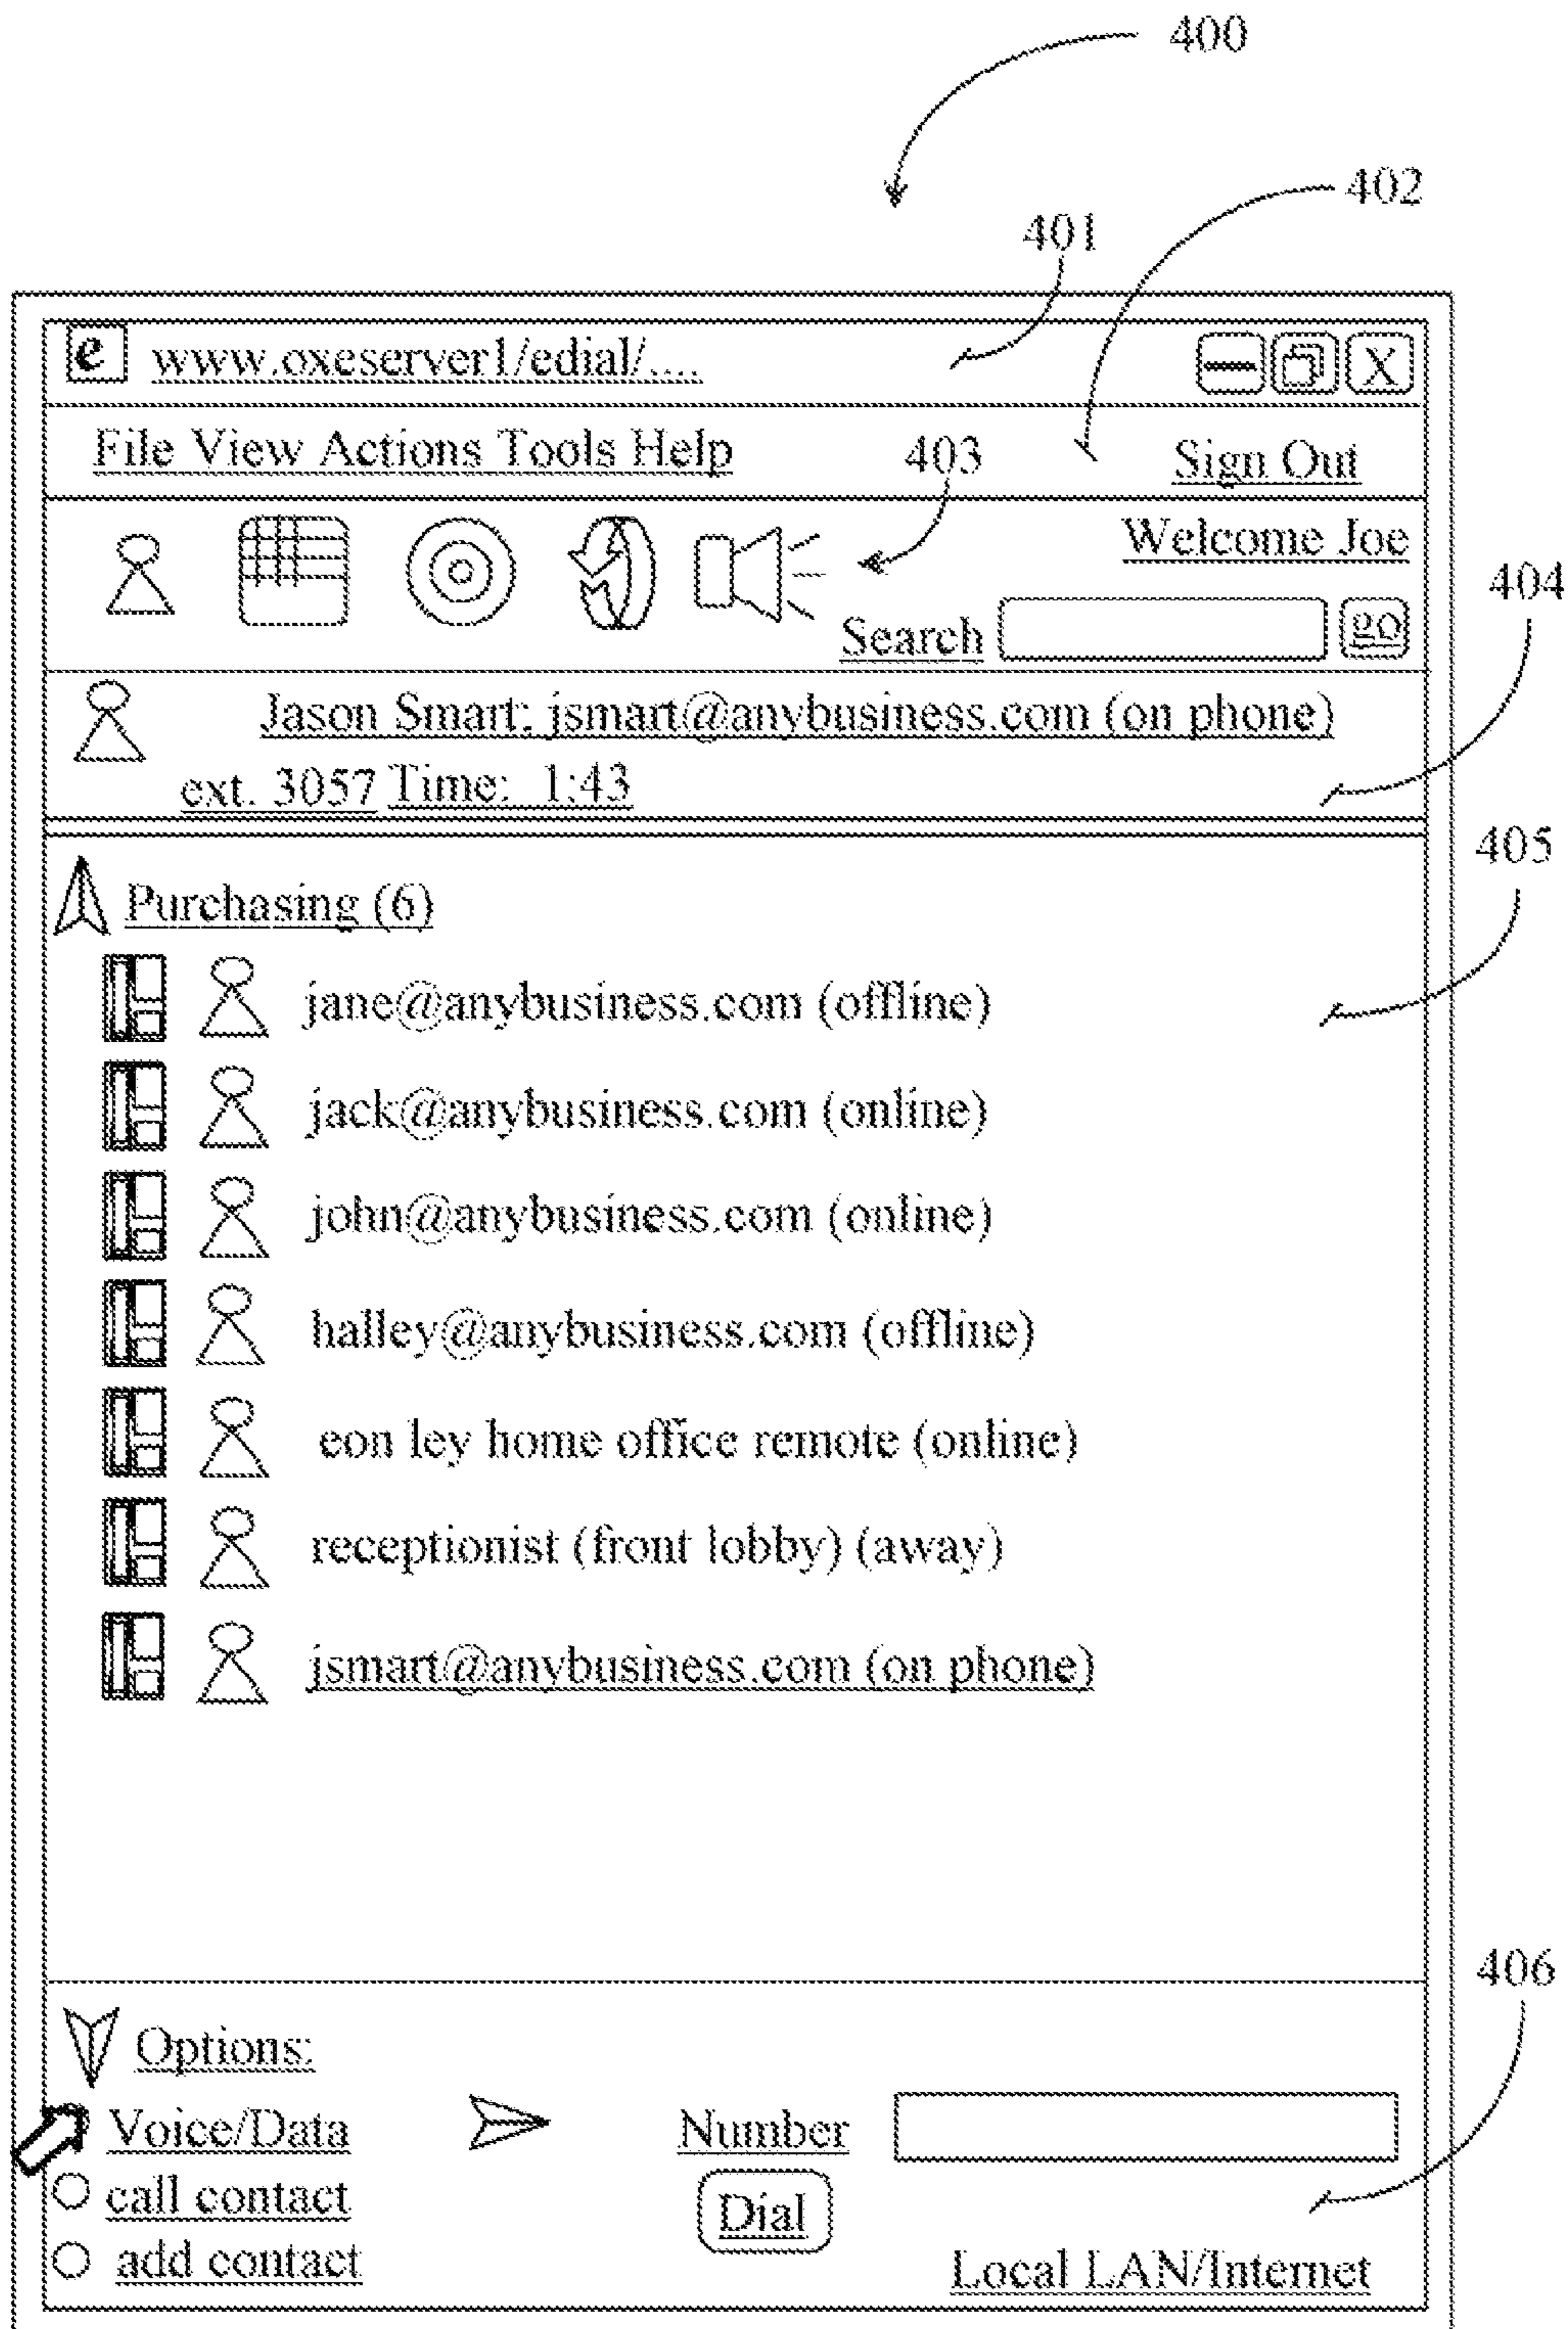 400
402
401
e www.oxeserver1/edial/.... X
File View Actions Tools Help 403 Sign Out
Welcome Joe
404
Search go
Jason Smart: jsmart@anybusiness.com (on phone)
ext. 3057 Time: 1:43
405
Purchasing (6)
jane@anybusiness.com (offline)
jack@anybusiness.com (online)
john@anybusiness.com (online)
halley@anybusiness.com (offline)
eon ley home office remote (online)
receptionist (front lobby) (away)
jsmart@anybusiness.com (on phone)
406
Options:
Voice/Data Number
call contact Dial
add contact Local LAN/Internet